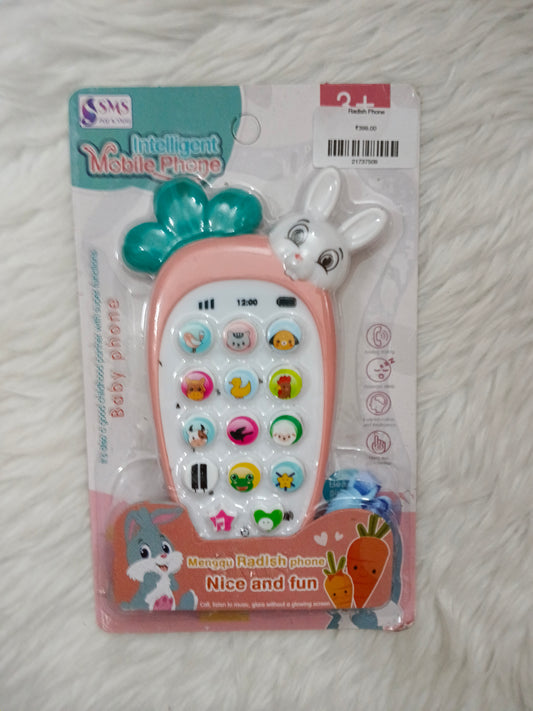 SMS
3+
Radish Phone
₹399.00
21737509
Intelligent
Mobile Phone
It's also a good childhood partner with super functions
Baby phone
12:00
Mengqu Radish phone
Nice and fun
Call, listen to music, glare without a glowing screen